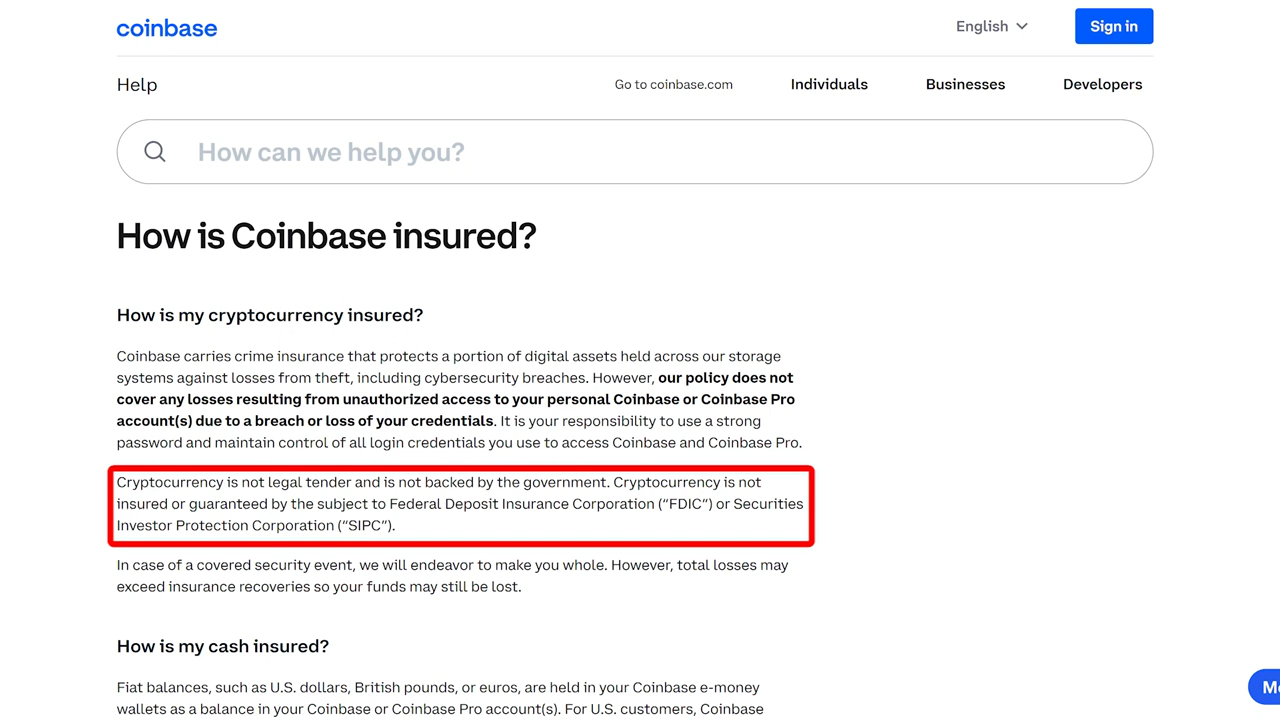 coinbase
English
Sign in
Help
Go to coinbase.com
Individuals
Businesses
Developers
How can we help you?
How is Coinbase insured?
How is my cryptocurrency insured?
Coinbase carries crime insurance that protects a portion of digital assets held across our storage
systems against losses from theft, including cybersecurity breaches. However, our policy does not
cover any losses resulting from unauthorized access to your personal Coinbase or Coinbase Pro
account(s) due to a breach or loss of your credentials. It is your responsibility to use a strong
password and maintain control of all login credentials you use to access Coinbase and Coinbase Pro.
Cryptocurrency is not legal tender and is not backed by the government. Cryptocurrency is not
insured or guaranteed by the subject to Federal Deposit Insurance Corporation (“FDIC”) or Securities
Investor Protection Corporation (“SIPC”).
In case of a covered security event, we will endeavor to make you whole. However, total losses may
exceed insurance recoveries so your funds may still be lost.
How is my cash insured?
Fiat balances, such as U.S. dollars, British pounds, or euros, are held in your Coinbase e-money
wallets as a balance in your Coinbase or Coinbase Pro account(s). For U.S. customers, Coinbase